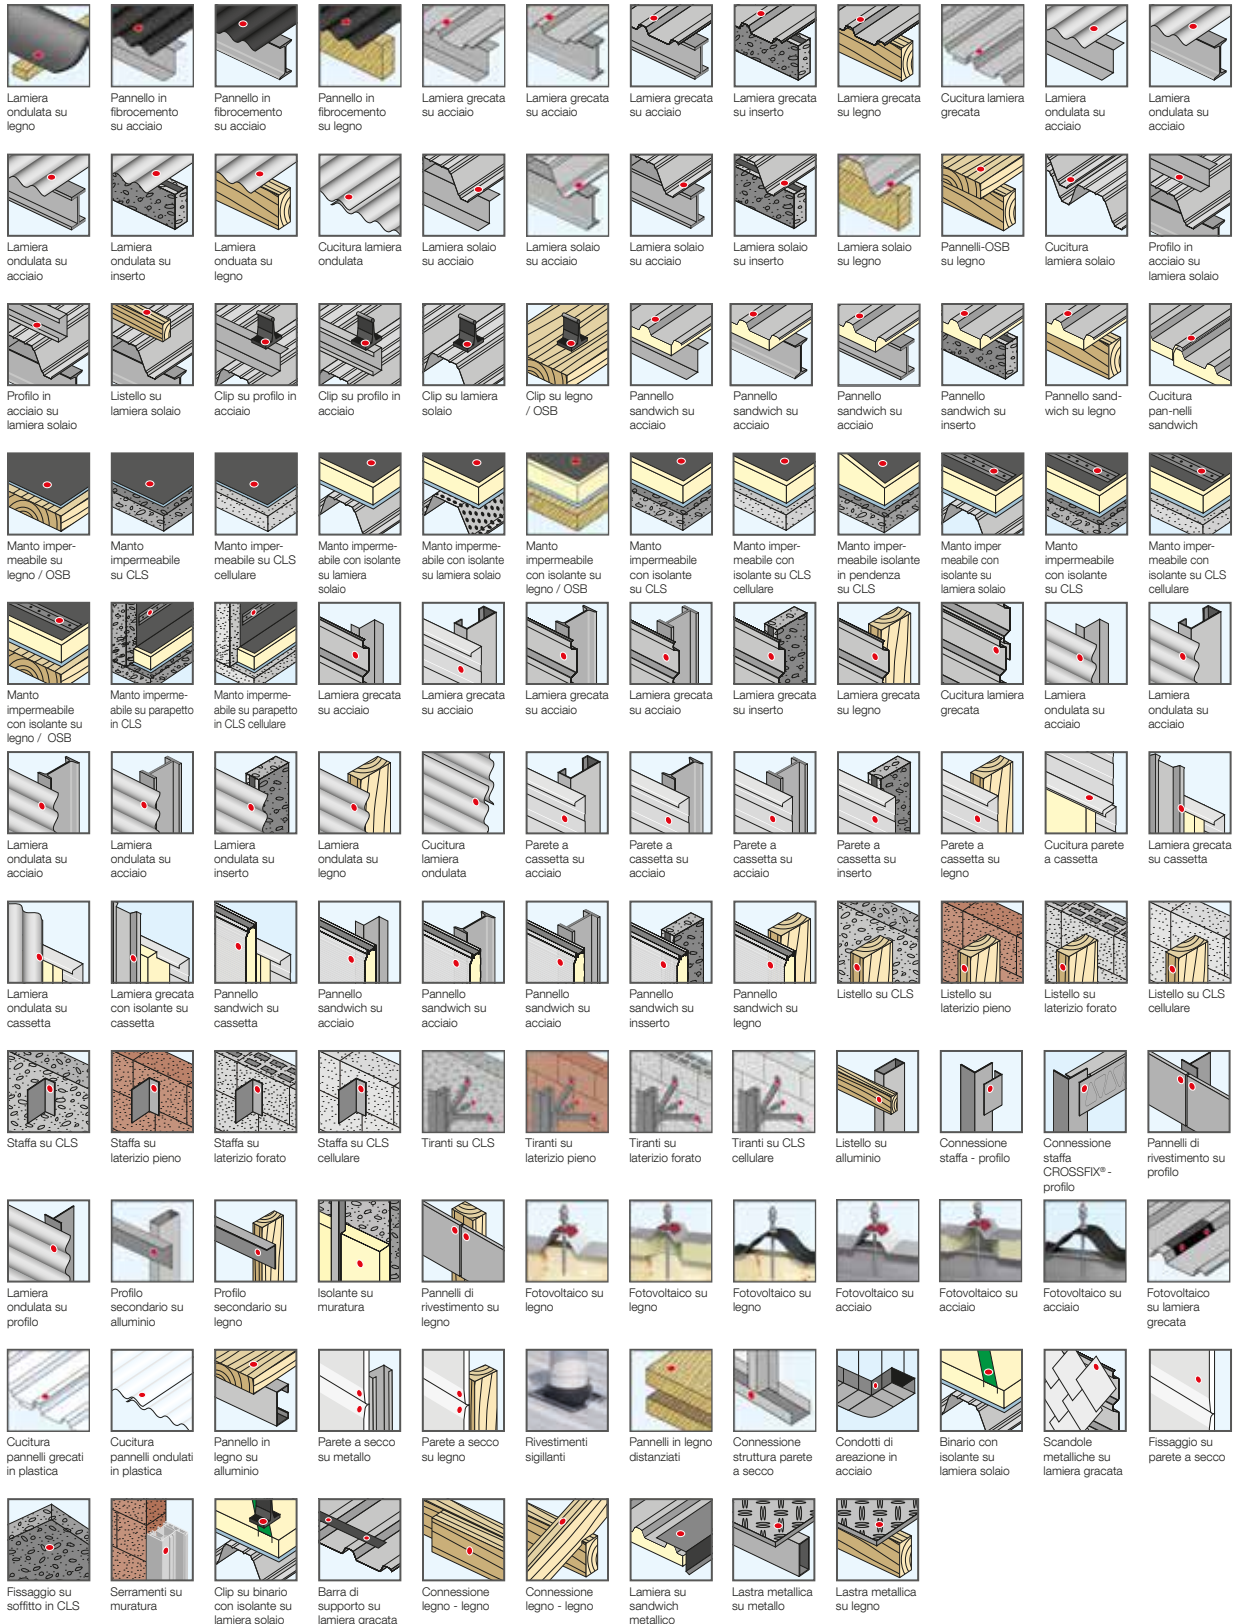 Lamiera
ondulata su
legno
Pannello in
fibrocemento
su acciaio
Pannello in
fibrocemento
su acciaio
Pannello in
fibrocemento
su legno
Lamiera grecata
su acciaio
Lamiera grecata
su acciaio
Lamiera grecata
su acciaio
Lamiera grecata
su inserto
Lamiera grecata
su legno
Cucitura lamiera
grecata
Lamiera
ondulata su
acciaio
Lamiera
ondulata su
acciaio
Lamiera
ondulata su
acciaio
Lamiera
ondulata su
inserto
Lamiera
onduata su
legno
Cucitura lamiera
ondulata
Lamiera solaio
su acciaio
Lamiera solaio
su acciaio
Lamiera solaio
su acciaio
Lamiera solaio
su inserto
Lamiera solaio
su legno
Pannelli-OSB
su legno
Cucitura
lamiera solaio
Profilo in
acciaio su
lamiera solaio
Profilo in
acciaio su
lamiera solaio
Listello su
lamiera solaio
Clip su profilo in
acciaio
Clip su profilo in
acciaio
Clip su lamiera
solaio
Clip su legno
/ OSB
Pannello
sandwich su
acciaio
Pannello
sandwich su
acciaio
Pannello
sandwich su
acciaio
Pannello
sandwich su
inserto
Pannello sand-
wich su legno
Cucitura
pan-nelli
sandwich
Manto imper-
meabile su
legno / OSB
Manto
impermeabile
su CLS
Manto imper-
meabile su CLS
cellulare
Manto imperme-
abile con isolante
su lamiera
solaio
Manto imperme-
abile con isolante
su lamiera solaio
Manto
impermeabile
con isolante su
legno / OSB
Manto
impermeabile
con isolante
su CLS
Manto imper-
meabile con
isolante su CLS
cellulare
Manto imper-
meabile isolante
in pendenza
su CLS
Manto imper
meabile con
isolante su
lamiera solaio
Manto
impermeabile
con isolante
su CLS
Manto imper-
meabile con
isolante su CLS
cellulare
Manto
impermeabile
con isolante su
legno / OSB
Manto imperme-
abile su parapetto
in CLS
Manto imperme-
abile su parapetto
in CLS cellulare
Lamiera grecata
su acciaio
Lamiera grecata
su acciaio
Lamiera grecata
su acciaio
Lamiera grecata
su acciaio
Lamiera grecata
su inserto
Lamiera grecata
su legno
Cucitura lamiera
grecata
Lamiera
ondulata su
acciaio
Lamiera
ondulata su
acciaio
Lamiera
ondulata su
acciaio
Lamiera
ondulata su
acciaio
Lamiera
ondulata su
inserto
Lamiera
ondulata su
legno
Cucitura
lamiera
ondulata
Parete a
cassetta su
acciaio
Parete a
cassetta su
acciaio
Parete a
cassetta su
acciaio
Parete a
cassetta su
inserto
Parete a
cassetta su
legno
Cucitura parete
a cassetta
Lamiera grecata
su cassetta
Lamiera
ondulata su
cassetta
Lamiera grecata
con isolante su
cassetta
Pannello
sandwich su
cassetta
Pannello
sandwich su
acciaio
Pannello
sandwich su
acciaio
Pannello
sandwich su
acciaio
Pannello
sandwich su
insserto
Pannello
sandwich su
legno
Listello su CLS
Listello su
laterizio pieno
Listello su
laterizio forato
Listello su CLS
cellulare
Staffa su CLS
Staffa su
laterizio pieno
Staffa su
laterizio forato
Staffa su CLS
cellulare
Tiranti su CLS
Tiranti su
laterizio pieno
Tiranti su
laterizio forato
Tiranti su CLS
cellulare
Listello su
alluminio
Connessione
staffa - profilo
Connessione
staffa
CROSSFIX® -
profilo
Pannelli di
rivestimento su
profilo
Lamiera
ondulata su
profilo
Profilo
secondario su
alluminio
Profilo
secondario su
legno
Isolante su
muratura
Pannelli di
rivestimento su
legno
Fotovoltaico su
legno
Fotovoltaico su
legno
Fotovoltaico su
legno
Fotovoltaico su
acciaio
Fotovoltaico su
acciaio
Fotovoltaico su
acciaio
Fotovoltaico
su lamiera
grecata
Cucitura
pannelli grecati
in plastica
Cucitura
pannelli ondulati
in plastica
Pannello in
legno su
alluminio
Parete a secco
su metallo
Parete a secco
su legno
Rivestimenti
sigillanti
Pannelli in legno
distanziati
Connessione
struttura parete
a secco
Condotti di
areazione in
acciaio
Binario con
isolante su
lamiera solaio
Scandole
metalliche su
lamiera gracata
Fissaggio su
parete a secco
Fissaggio su
soffitto in CLS
Serramenti su
muratura
Clip su binario
con isolante su
lamiera solaio
Barra di
supporto su
lamiera gracata
Connessione
legno - legno
Connessione
legno - legno
Lamiera su
sandwich
metallico
Lastra metallica
su metallo
Lastra metallica
su legno